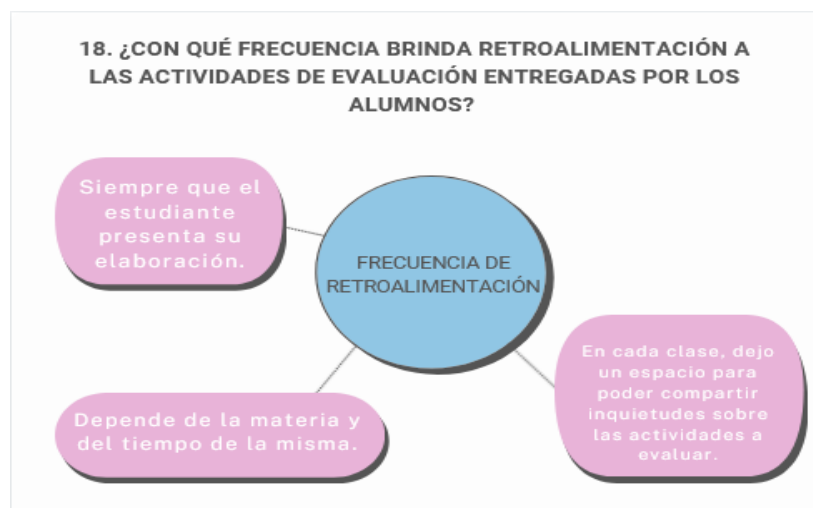 18. ¿CON QUÉ FRECUENCIA BRINDA RETROALIMENTACIÓN A
LAS ACTIVIDADES DE EVALUACIÓN ENTREGADAS POR LOS
ALUMNOS?
Siempre que el
estudiante
presenta su
elaboración.
FRECUENCIA DE
RETROALIMENTACIÓN
En cada clase, dejo
un espacio para
poder compartir
inquietudes sobre
las actividades a
evaluar.
Depende de la materia y
del tiempo de la misma.